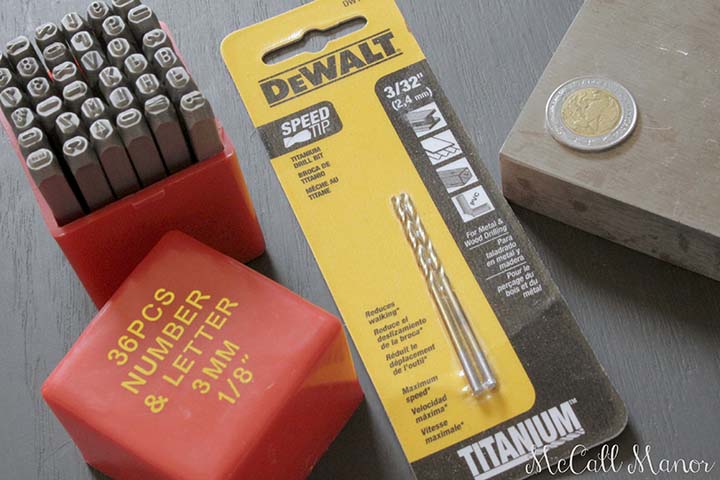 36PCS
NUMBER
& LETTER
3MM
1/8"
DEWALT
3/32"
(2,4 mm)
SPEED
TIP
TITANIUM
DRILL BIT
BROCA DE
TITANIO
MÈCHE AU
TITANE
PVC
For Metal &
Wood Drilling
Para
taladrado
en metal y
madera
Pour le
perçage du
bois et du
métal
Reduces
walking*
Reduce el
deslizamiento
de la broca*
Réduit le
déplacement
de l'outil*
Maximum
speed*
Velocidad
máxima*
Vitesse
maximale*
TITANIUM™
McCall Manor